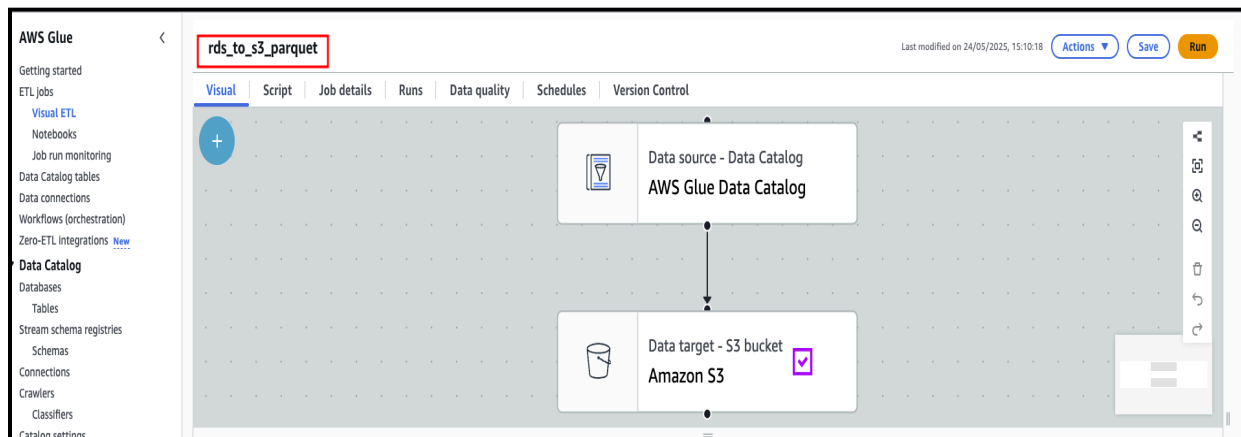 AWS Glue
Getting started
ETL jobs
Visual ETL
Notebooks
Job run monitoring
Data Catalog tables
Data connections
Workflows (orchestration)
Zero-ETL integrations New
Data Catalog
Databases
Tables
Stream schema registries
Schemas
Connections
Crawlers
Classifiers
Catalog settings
rds_to_s3_parquet
Last modified on 24/05/2025, 15:10:18
Actions
Save
Run
Visual
Script
Job details
Runs
Data quality
Schedules
Version Control
Data source - Data Catalog
AWS Glue Data Catalog
Data target - S3 bucket
Amazon S3